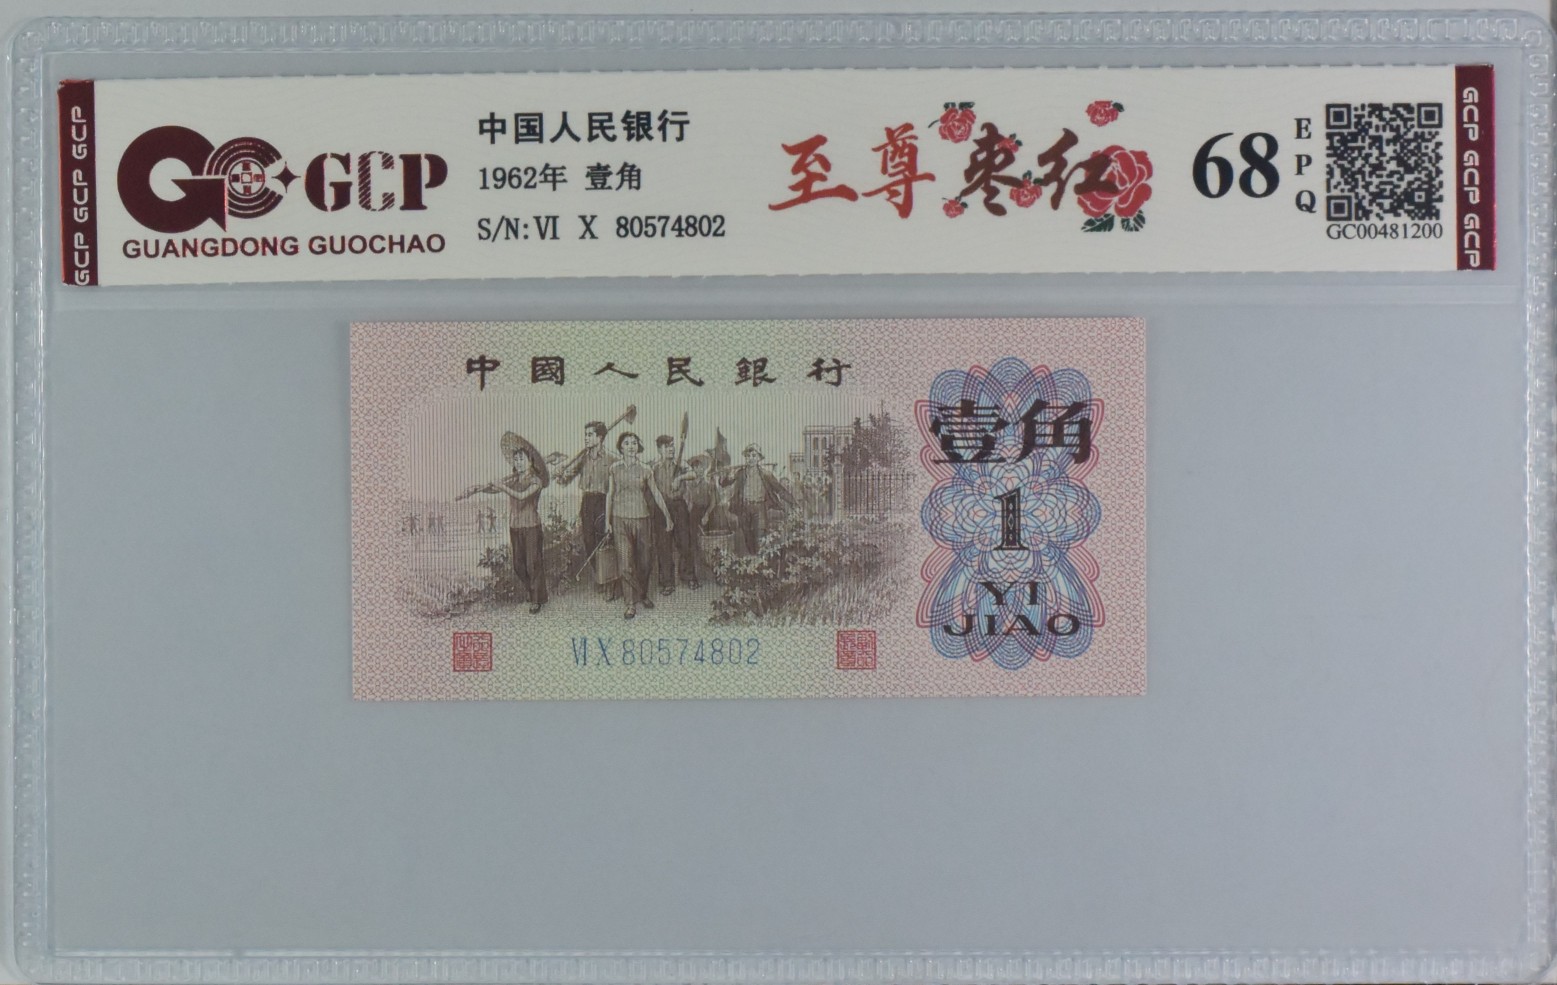 GCP GCP GCP
GCP
GUANGDONG GUOCHAO
中国人民银行
1962年 壹角
S/N: VI X 80574802
至尊枣红
68
EPQ
GC00481200
GCP GCP GCP
中國人民銀行
壹角
1
YI
JIAO
VI X 80574802